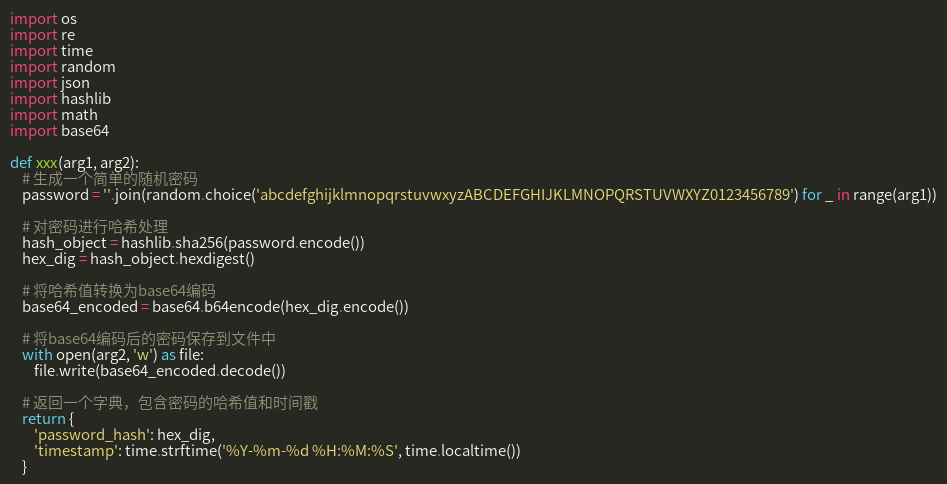 import os
import re
import time
import random
import json
import hashlib
import math
import base64

def xxx(arg1, arg2):
    # 生成一个简单的随机密码
    password = ''.join(random.choice('abcdefghijklmnopqrstuvwxyzABCDEFGHIJKLMNOPQRSTUVWXYZ0123456789') for _ in range(arg1))

    # 对密码进行哈希处理
    hash_object = hashlib.sha256(password.encode())
    hex_dig = hash_object.hexdigest()

    # 将哈希值转换为base64编码
    base64_encoded = base64.b64encode(hex_dig.encode())

    # 将base64编码后的密码保存到文件中
    with open(arg2, 'w') as file:
        file.write(base64_encoded.decode())

    # 返回一个字典，包含密码的哈希值和时间戳
    return {
        'password_hash': hex_dig,
        'timestamp': time.strftime('%Y-%m-%d %H:%M:%S', time.localtime())
    }